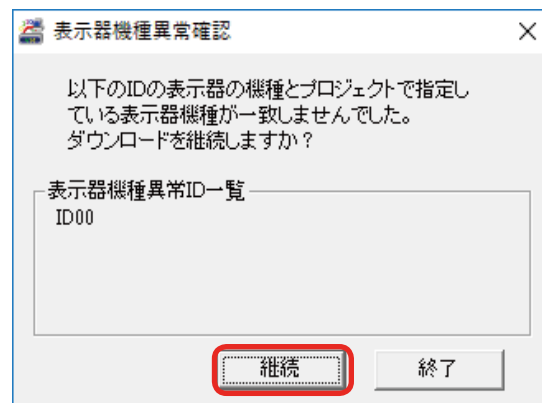 表示器機種異常確認
以下のIDの表示器の機種とプロジェクトで指定し
ている表示器機種が一致しませんでした。
ダウンロードを継続しますか？
表示器機種異常ID一覧
ID00
継続
終了